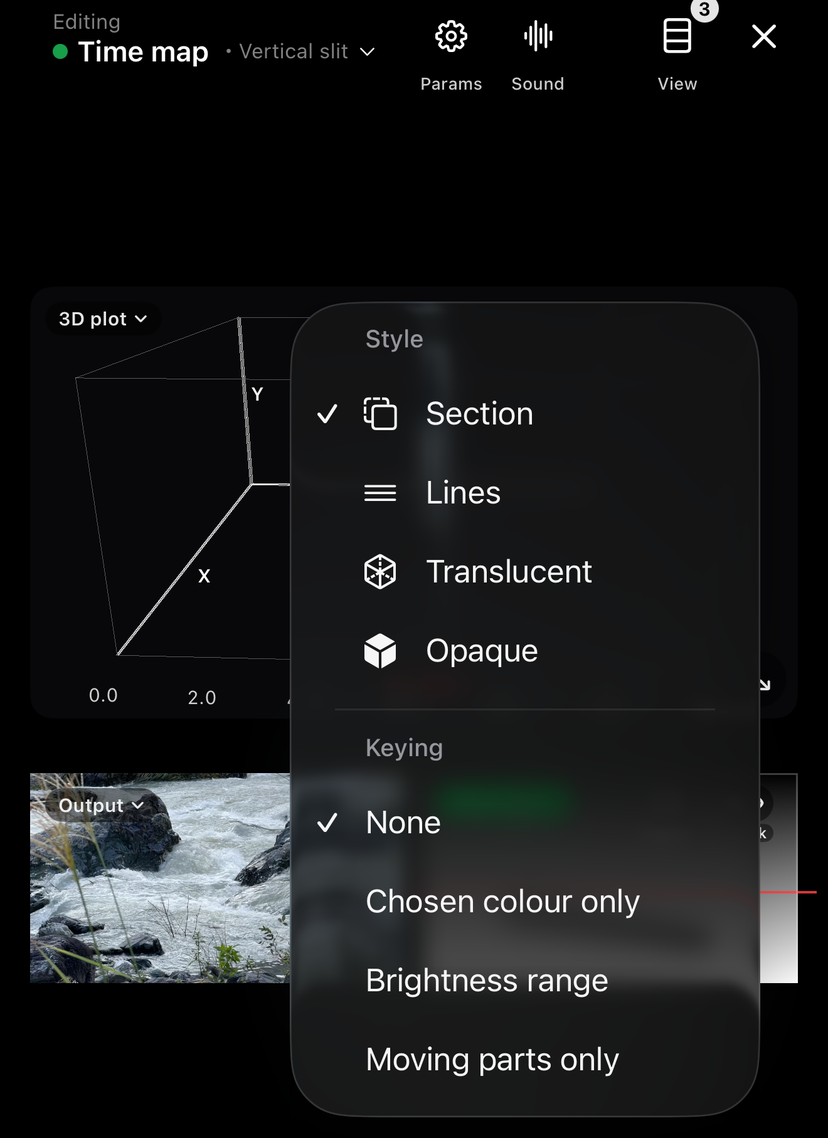 Editing
Time map · Vertical slit
3
Params
Sound
View
3D plot
Y
X
0.0
2.0
Style
Section
Lines
Translucent
Opaque
Keying
None
Chosen colour only
Brightness range
Moving parts only
Output
k